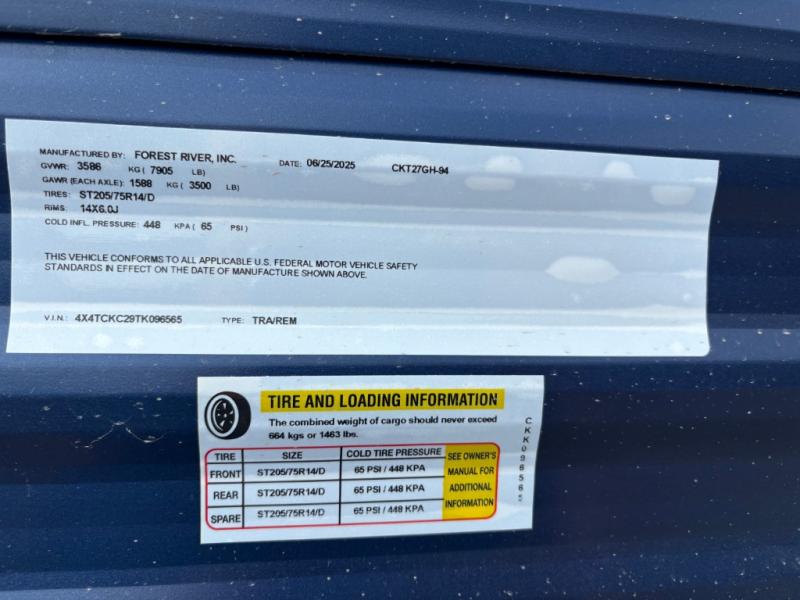 MANUFACTURED BY: FOREST RIVER, INC. DATE: 06/25/2025 CKT27GH-94
GVWR: 3586 KG ( 7905 LB)
GAWR (EACH AXLE): 1588 KG ( 3500 LB)
TIRES: ST205/75R14/D
RIMS: 14X6.0J
COLD INFL. PRESSURE: 448 KPA ( 65 PSI )
THIS VEHICLE CONFORMS TO ALL APPLICABLE U.S. FEDERAL MOTOR VEHICLE SAFETY
STANDARDS IN EFFECT ON THE DATE OF MANUFACTURE SHOWN ABOVE.
V.I.N.: 4X4TCKC29TK096565 TYPE: TRA/REM
TIRE AND LOADING INFORMATION
The combined weight of cargo should never exceed
664 kgs or 1463 lbs.
TIRE SIZE COLD TIRE PRESSURE
FRONT ST205/75R14/D 65 PSI / 448 KPA
REAR ST205/75R14/D 65 PSI / 448 KPA
SPARE ST205/75R14/D 65 PSI / 448 KPA
SEE OWNER'S
MANUAL FOR
ADDITIONAL
INFORMATION
CKK096565